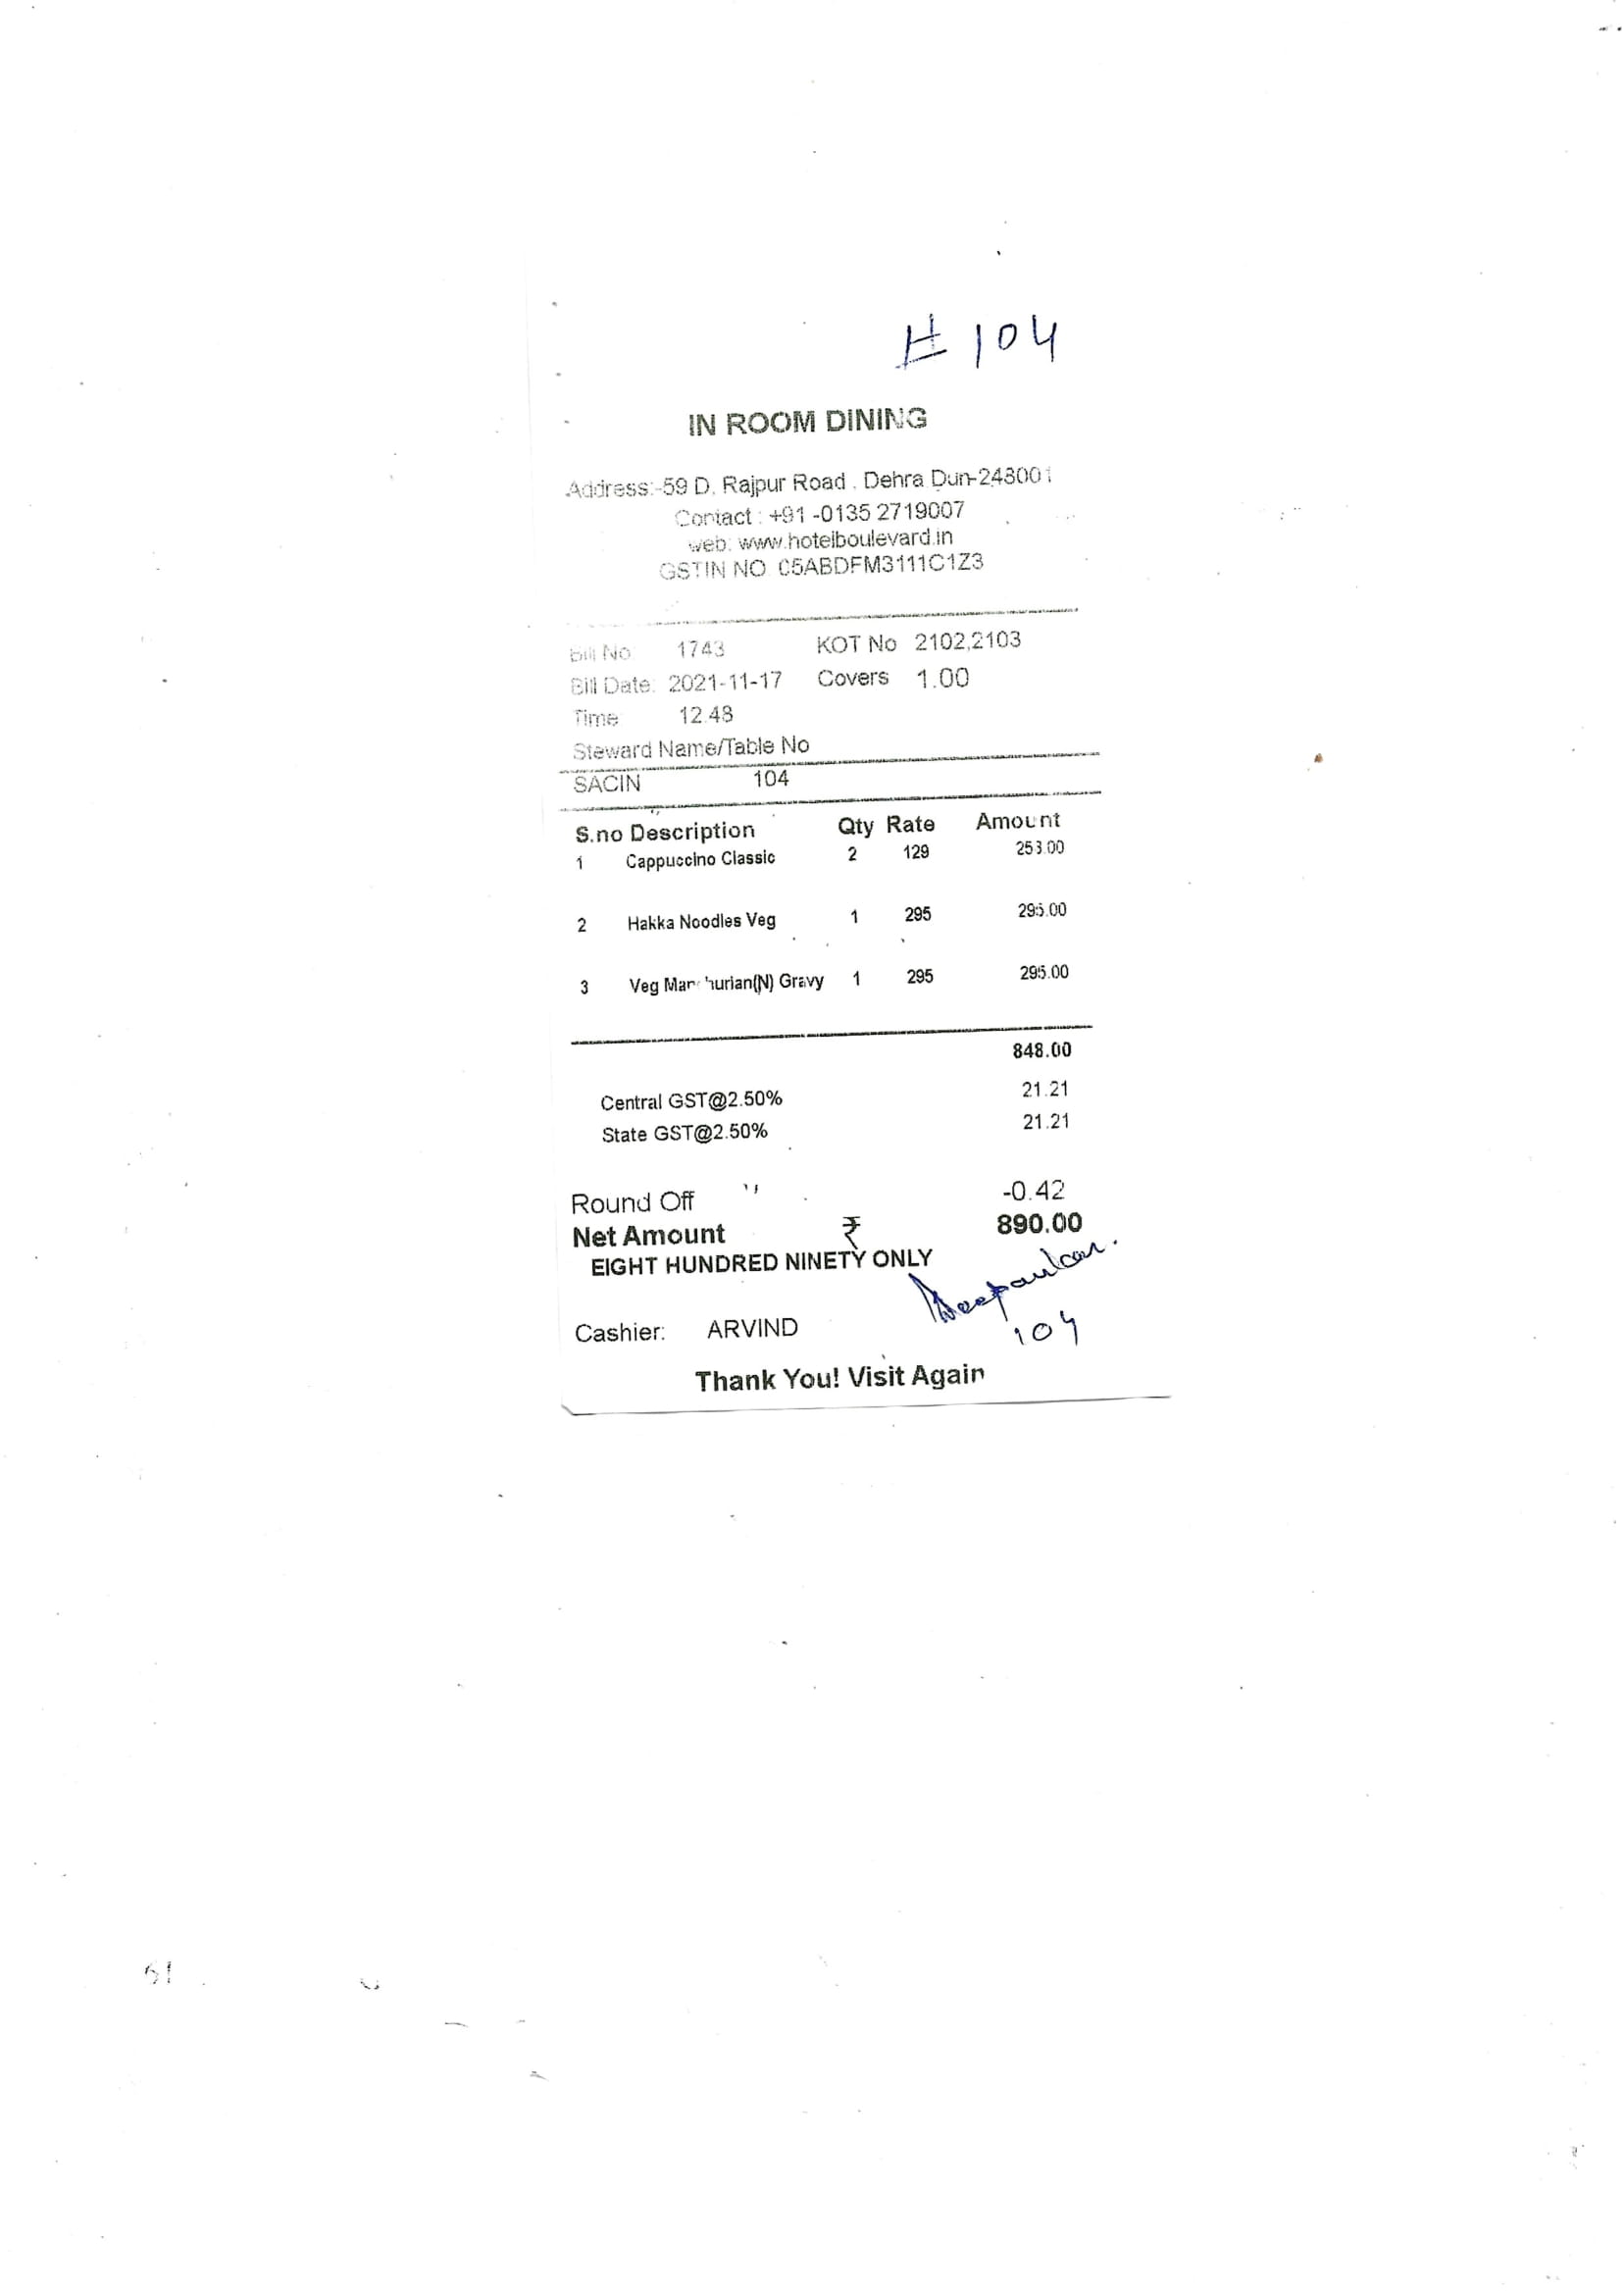 # 104
IN ROOM DINING
Address:-59 D, Rajpur Road , Dehra Dun-248001
Contact : +91 -0135 2719007
web: www.hotelboulevard.in
GSTIN NO 05ABDFM3111C1Z3
Bill No: 1743 KOT No 2102,2103
Bill Date: 2021-11-17 Covers 1.00
Time 12:48
Steward Name/Table No
SACIN 104
S.no Description Qty Rate Amount
1 Cappuccino Classic 2 129 258.00
2 Hakka Noodles Veg 1 295 295.00
3 Veg Manchurian(N) Gravy 1 295 295.00
848.00
Central GST@2.50% 21.21
State GST@2.50% 21.21
Round Off -0.42
Net Amount ₹ 890.00
EIGHT HUNDRED NINETY ONLY
104
Cashier: ARVIND
Thank You! Visit Again